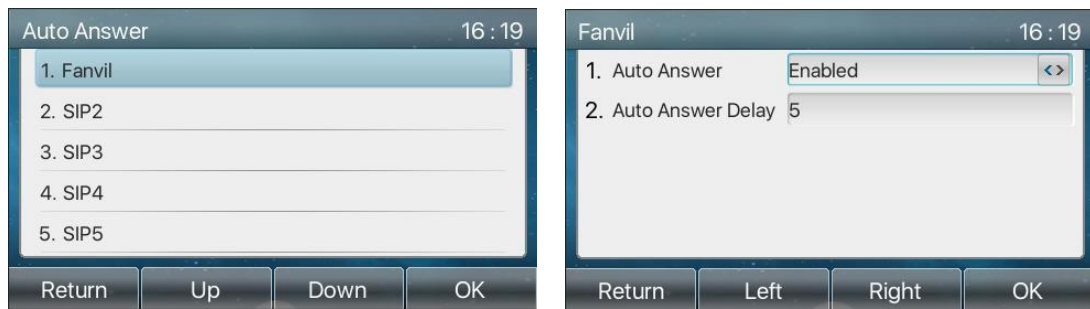 Auto Answer 16 : 19
1. Fanvil
2. SIP2
3. SIP3
4. SIP4
5. SIP5
Return Up Down OK
Fanvil 16 : 19
1. Auto Answer Enabled <>
2. Auto Answer Delay 5
Return Left Right OK